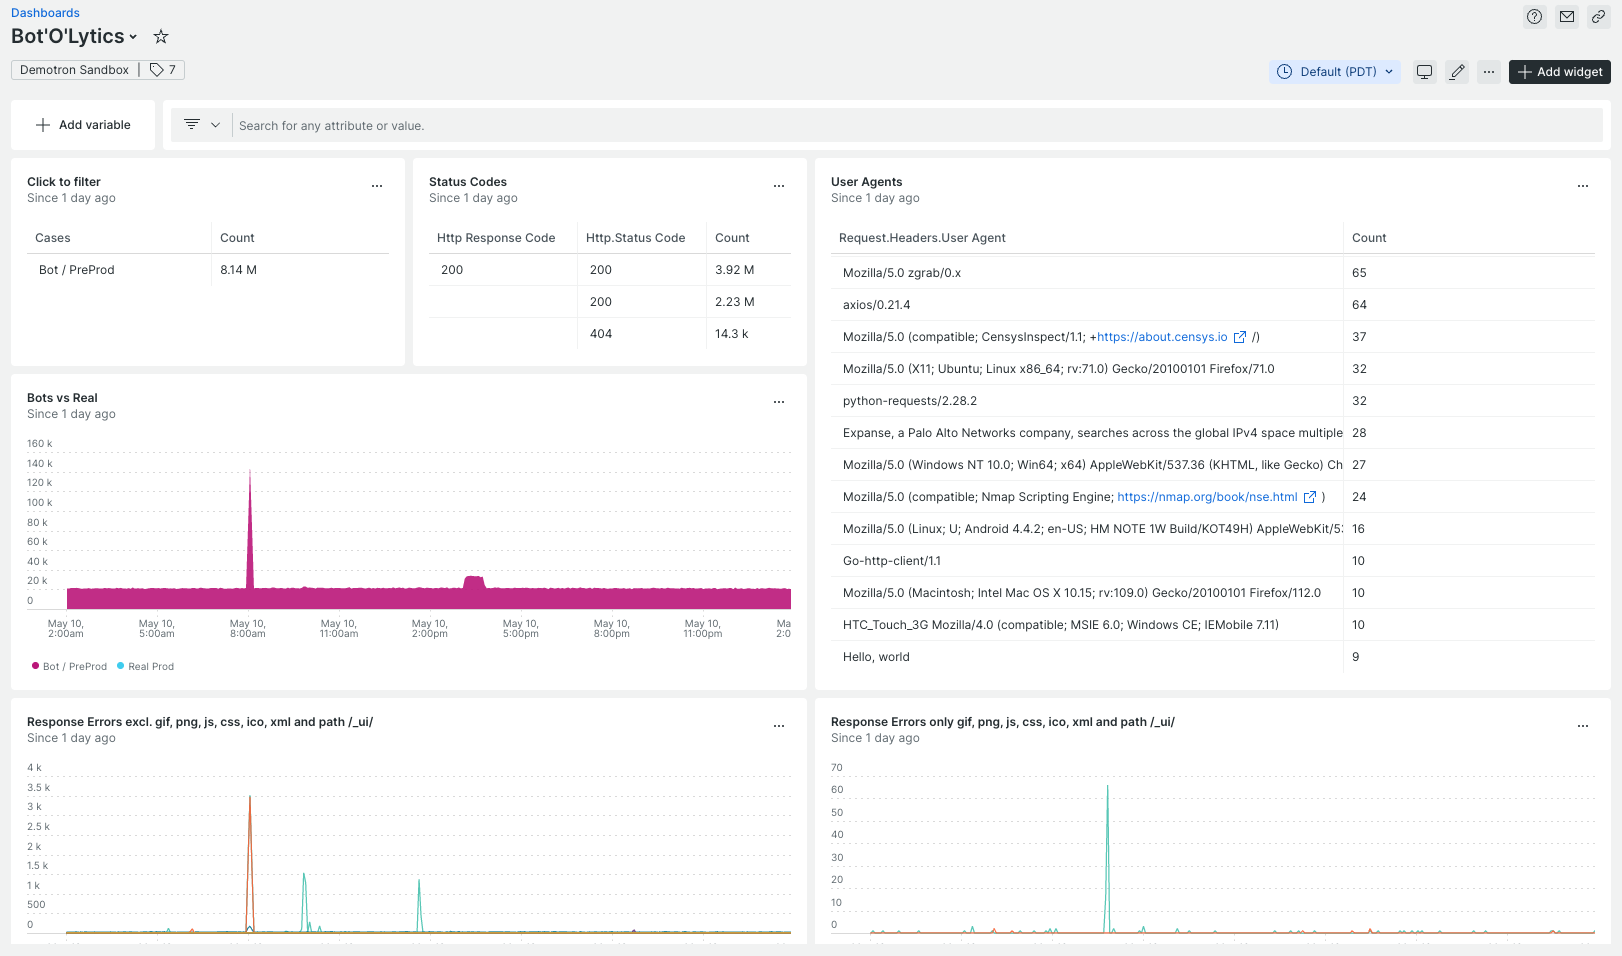 Dashboards
Bot'O'Lytics
Demotron Sandbox | 7
Default (PDT)
Add widget
Add variable
Search for any attribute or value.
Click to filter
Since 1 day ago
Cases Count
Bot / PreProd 8.14 M
Status Codes
Since 1 day ago
Http Response Code Http.Status Code Count
200 200 3.92 M
200 2.23 M
404 14.3 k
User Agents
Since 1 day ago
Request.Headers.User Agent Count
Mozilla/5.0 zgrab/0.x 65
axios/0.21.4 64
Mozilla/5.0 (compatible; CensysInspect/1.1; +https://about.censys.io /) 37
Mozilla/5.0 (X11; Ubuntu; Linux x86_64; rv:71.0) Gecko/20100101 Firefox/71.0 32
python-requests/2.28.2 32
Expanse, a Palo Alto Networks company, searches across the global IPv4 space multiple 28
Mozilla/5.0 (Windows NT 10.0; Win64; x64) AppleWebKit/537.36 (KHTML, like Gecko) Ch 27
Mozilla/5.0 (compatible; Nmap Scripting Engine; https://nmap.org/book/nse.html ) 24
Mozilla/5.0 (Linux; U; Android 4.4.2; en-US; HM NOTE 1W Build/KOT49H) AppleWebKit/5 16
Go-http-client/1.1 10
Mozilla/5.0 (Macintosh; Intel Mac OS X 10.15; rv:109.0) Gecko/20100101 Firefox/112.0 10
HTC_Touch_3G Mozilla/4.0 (compatible; MSIE 6.0; Windows CE; IEMobile 7.11) 10
Hello, world 9
Bots vs Real
Since 1 day ago
160 k
140 k
120 k
100 k
80 k
60 k
40 k
20 k
0
May 10, May 10, May 10, May 10, May 10, May 10, May 10, May 10, Ma
2:00am 5:00am 8:00am 11:00am 2:00pm 5:00pm 8:00pm 11:00pm 2:0
Bot / PreProd Real Prod
Response Errors excl. gif, png, js, css, ico, xml and path /_ui/
Since 1 day ago
4 k
3.5 k
3 k
2.5 k
2 k
1.5 k
1 k
500
0
Response Errors only gif, png, js, css, ico, xml and path /_ui/
Since 1 day ago
70
60
50
40
30
20
10
0